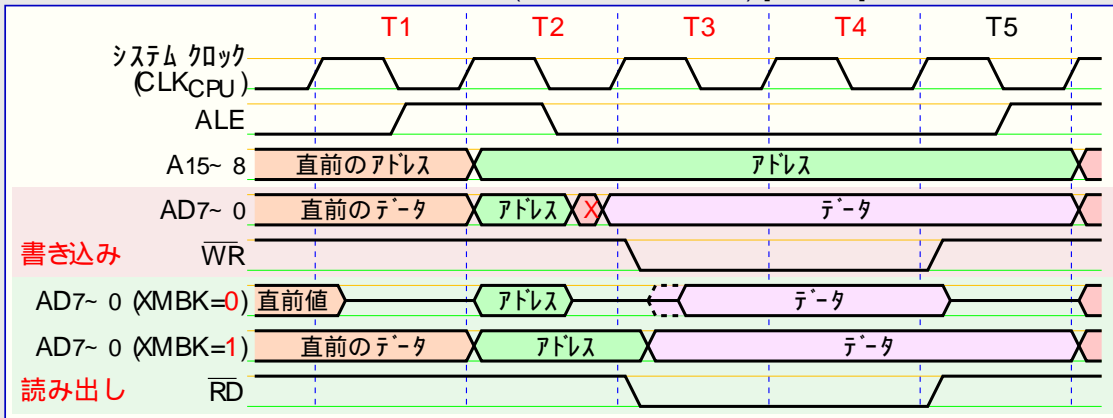 T1 T2 T3 T4 T5
システム クロック
(CLKCPU)
ALE
A15~ 8 直前のアドレス アドレス
AD7~ 0 直前のデータ アドレス X データ
書き込み WR
AD7~ 0 (XMBK=0) 直前値 アドレス データ
AD7~ 0 (XMBK=1) 直前のデータ アドレス データ
読み出し RD